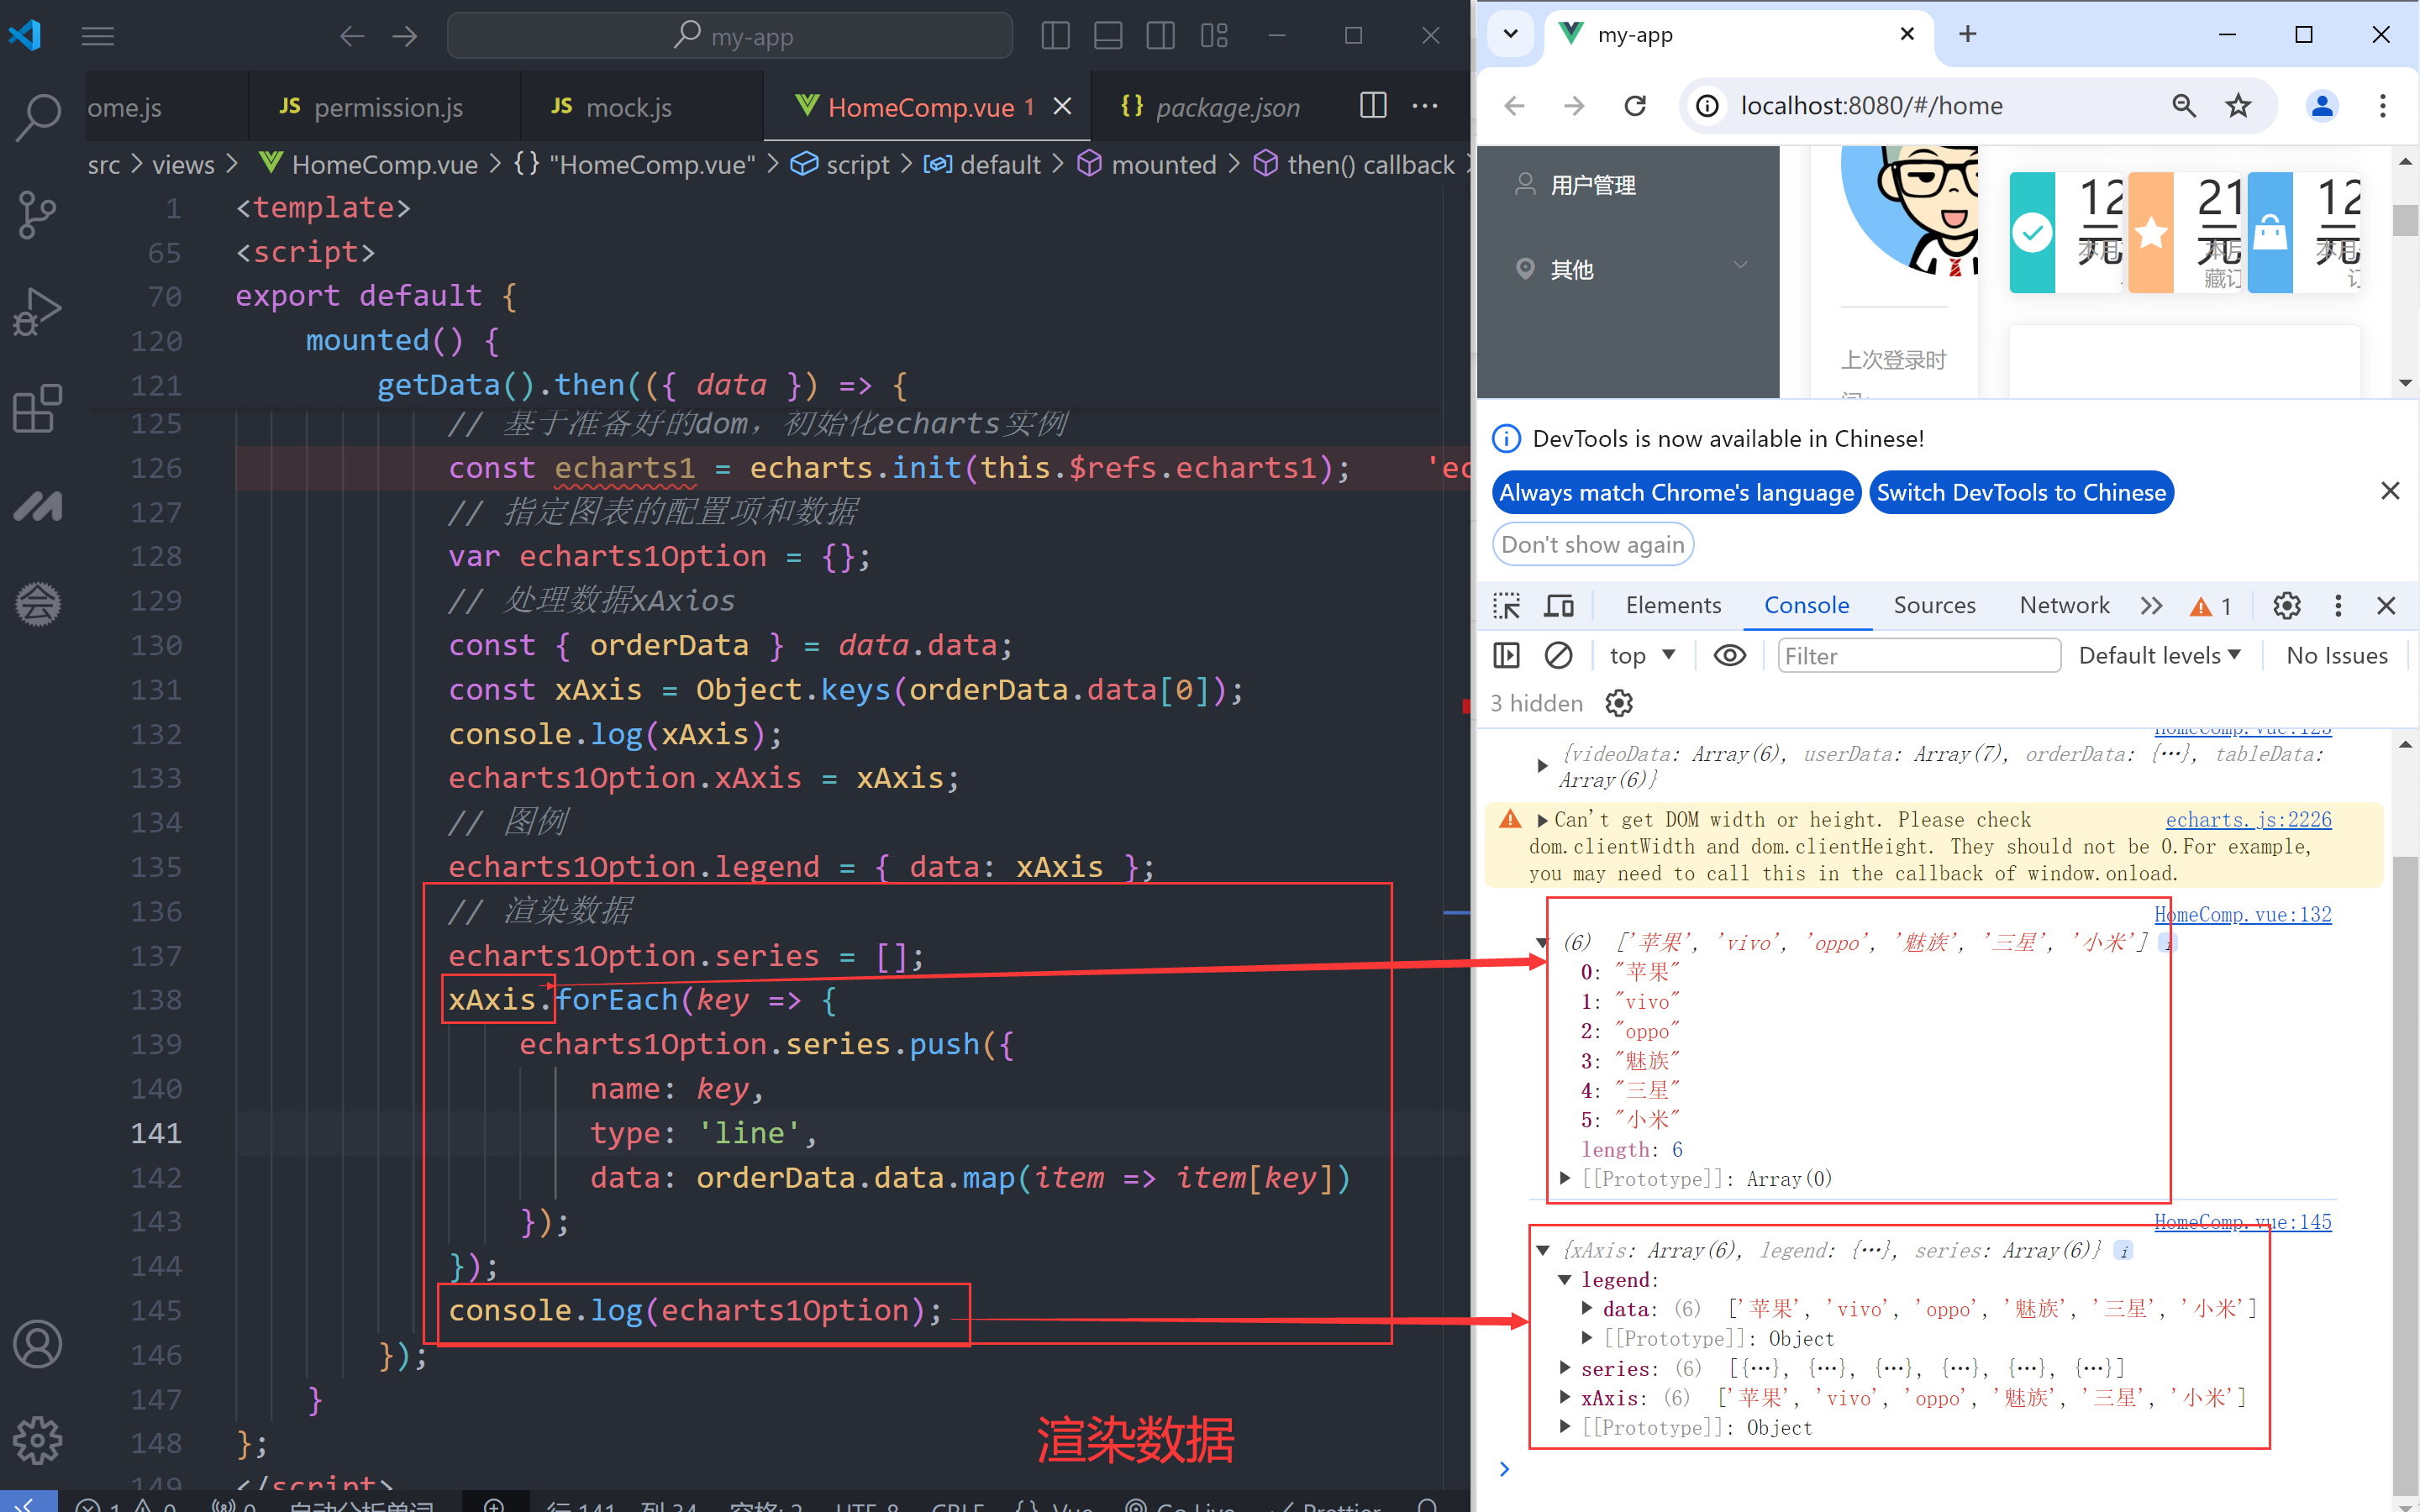 my-app
ome.js
JS permission.js
JS mock.js
HomeComp.vue 1
{} package.json
src > views > HomeComp.vue > {} "HomeComp.vue" > script > default > mounted > then() callback >
1 <template>
65 <script>
70 export default {
120 mounted() {
121 getData().then(({ data }) => {
125 // 基于准备好的dom，初始化echarts实例
126 const echarts1 = echarts.init(this.$refs.echarts1); 'ec
127 // 指定图表的配置项和数据
128 var echarts1Option = {};
129 // 处理数据xAxios
130 const { orderData } = data.data;
131 const xAxis = Object.keys(orderData.data[0]);
132 console.log(xAxis);
133 echarts1Option.xAxis = xAxis;
134 // 图例
135 echarts1Option.legend = { data: xAxis };
136 // 渲染数据
137 echarts1Option.series = [];
138 xAxis.forEach(key => {
139 echarts1Option.series.push({
140 name: key,
141 type: 'line',
142 data: orderData.data.map(item => item[key])
143 });
144 });
145 console.log(echarts1Option);
146 });
147 }
148 };
149 </script>
渲染数据
行 141, 列 34 空格: 2 UTF-8 CRLF {} Vue Go Live Prettier
my-app
localhost:8080/#/home
用户管理
其他
12
元
21
元
12
元
上次登录时
间:
DevTools is now available in Chinese!
Always match Chrome's language
Switch DevTools to Chinese
Don't show again
Elements
Console
Sources
Network
1
top
Filter
Default levels
No Issues
3 hidden
HomeComp.vue:123
{videoData: Array(6), userData: Array(7), orderData: {…}, tableData:
Array(6)}
Can't get DOM width or height. Please check echarts.js:2226
dom.clientWidth and dom.clientHeight. They should not be 0.For example,
you may need to call this in the callback of window.onload.
HomeComp.vue:132
(6) ['苹果', 'vivo', 'oppo', '魅族', '三星', '小米'] i
0: "苹果"
1: "vivo"
2: "oppo"
3: "魅族"
4: "三星"
5: "小米"
length: 6
[[Prototype]]: Array(0)
HomeComp.vue:145
{xAxis: Array(6), legend: {…}, series: Array(6)} i
legend:
data: (6) ['苹果', 'vivo', 'oppo', '魅族', '三星', '小米']
[[Prototype]]: Object
series: (6) [{…}, {…}, {…}, {…}, {…}, {…}]
xAxis: (6) ['苹果', 'vivo', 'oppo', '魅族', '三星', '小米']
[[Prototype]]: Object